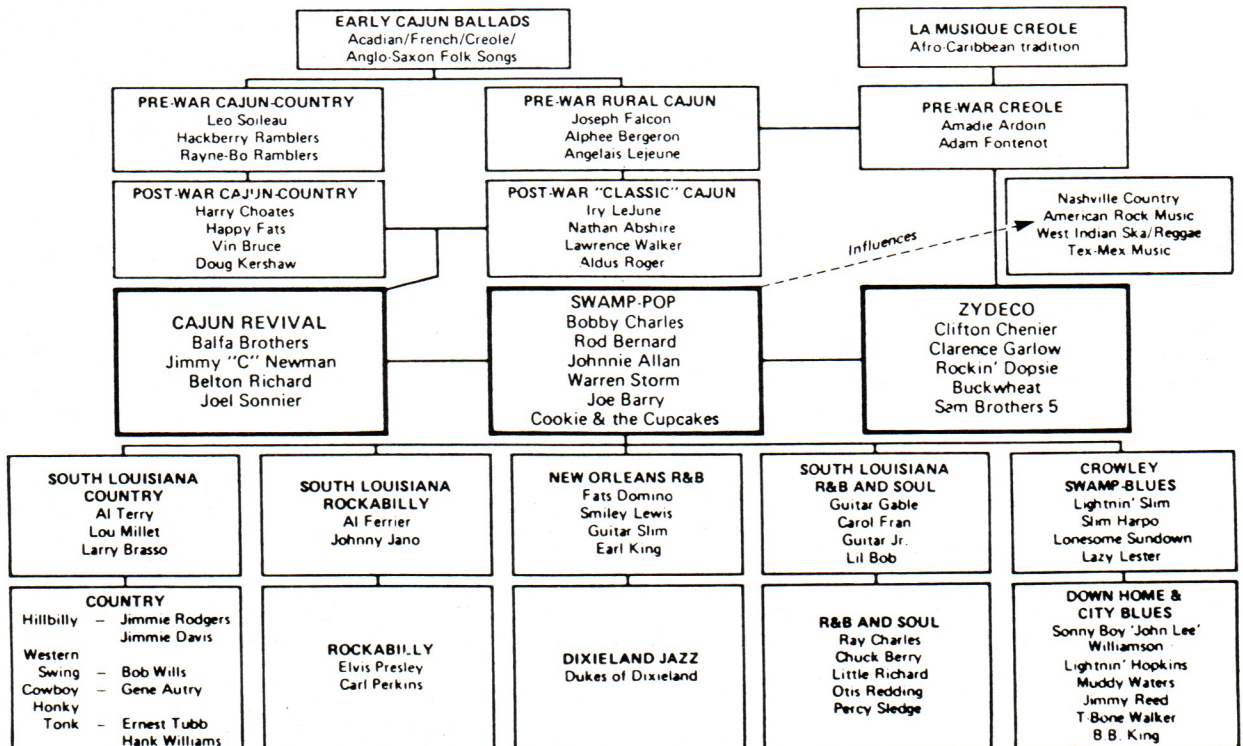 EARLY CAJUN BALLADS
Acadian/French/Creole/
Anglo-Saxon Folk Songs
LA MUSIQUE CREOLE
Afro-Caribbean tradition
PRE-WAR CAJUN-COUNTRY
Leo Soileau
Hackberry Ramblers
Rayne-Bo Ramblers
PRE-WAR RURAL CAJUN
Joseph Falcon
Alphee Bergeron
Angelais Lejeune
PRE-WAR CREOLE
Amadie Ardoin
Adam Fontenot
POST-WAR CAJUN-COUNTRY
Harry Choates
Happy Fats
Vin Bruce
Doug Kershaw
POST-WAR "CLASSIC" CAJUN
Iry LeJune
Nathan Abshire
Lawrence Walker
Aldus Roger
Influences
Nashville Country
American Rock Music
West Indian Ska/Reggae
Tex-Mex Music
CAJUN REVIVAL
Balfa Brothers
Jimmy "C" Newman
Belton Richard
Joel Sonnier
SWAMP-POP
Bobby Charles
Rod Bernard
Johnnie Allan
Warren Storm
Joe Barry
Cookie & the Cupcakes
ZYDECO
Clifton Chenier
Clarence Garlow
Rockin' Dopsie
Buckwheat
Sam Brothers 5
SOUTH LOUISIANA
COUNTRY
Al Terry
Lou Millet
Larry Brasso
SOUTH LOUISIANA
ROCKABILLY
Al Ferrier
Johnny Jano
NEW ORLEANS R&B
Fats Domino
Smiley Lewis
Guitar Slim
Earl King
SOUTH LOUISIANA
R&B AND SOUL
Guitar Gable
Carol Fran
Guitar Jr.
Lil Bob
CROWLEY
SWAMP-BLUES
Lightnin' Slim
Slim Harpo
Lonesome Sundown
Lazy Lester
COUNTRY
Hillbilly – Jimmie Rodgers
Jimmie Davis
Western
Swing – Bob Wills
Cowboy – Gene Autry
Honky
Tonk – Ernest Tubb
Hank Williams
ROCKABILLY
Elvis Presley
Carl Perkins
DIXIELAND JAZZ
Dukes of Dixieland
R&B AND SOUL
Ray Charles
Chuck Berry
Little Richard
Otis Redding
Percy Sledge
DOWN HOME &
CITY BLUES
Sonny Boy 'John Lee'
Williamson
Lightnin' Hopkins
Muddy Waters
Jimmy Reed
T-Bone Walker
B.B. King